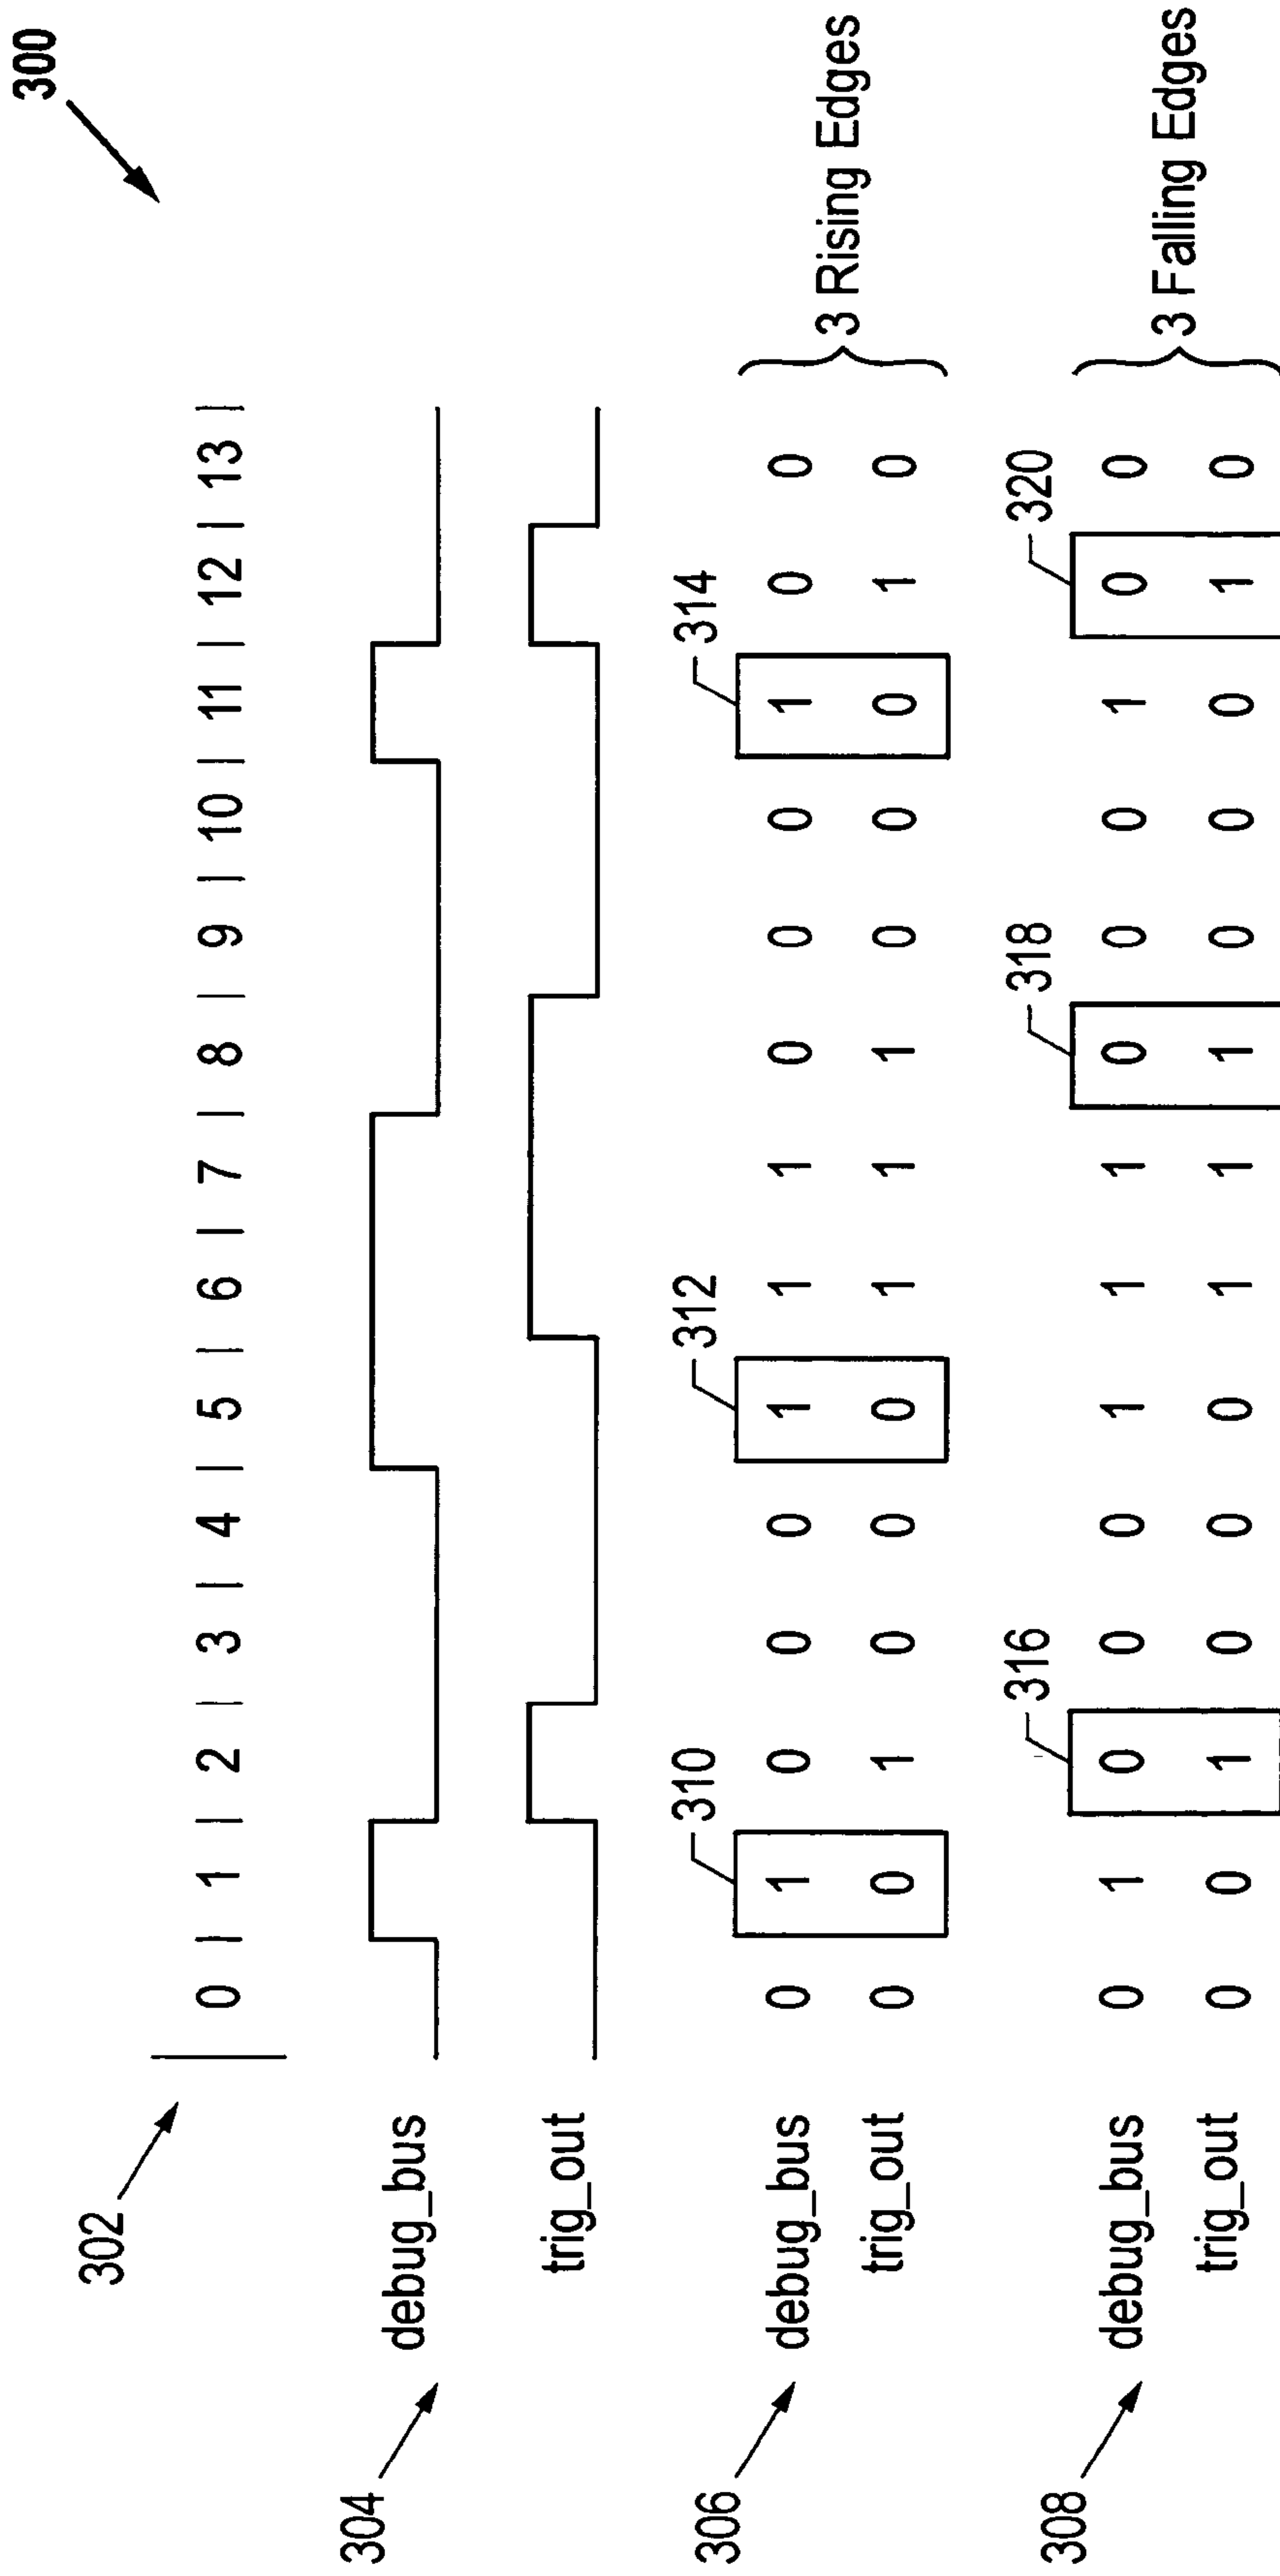 300
302
0 | 1 | 2 | 3 | 4 | 5 | 6 | 7 | 8 | 9 | 10 | 11 | 12 | 13 |
304
debug_bus
trig_out
310
312
314
306
debug_bus 0 1 0 0 0 1 1 1 0 0 0 1 0 0
trig_out 0 0 1 0 0 0 1 1 1 0 0 0 1 0
3 Rising Edges
316
318
320
308
debug_bus 0 1 0 0 0 1 1 1 0 0 0 1 0 0
trig_out 0 0 1 0 0 0 1 1 1 0 0 0 1 0
3 Falling Edges